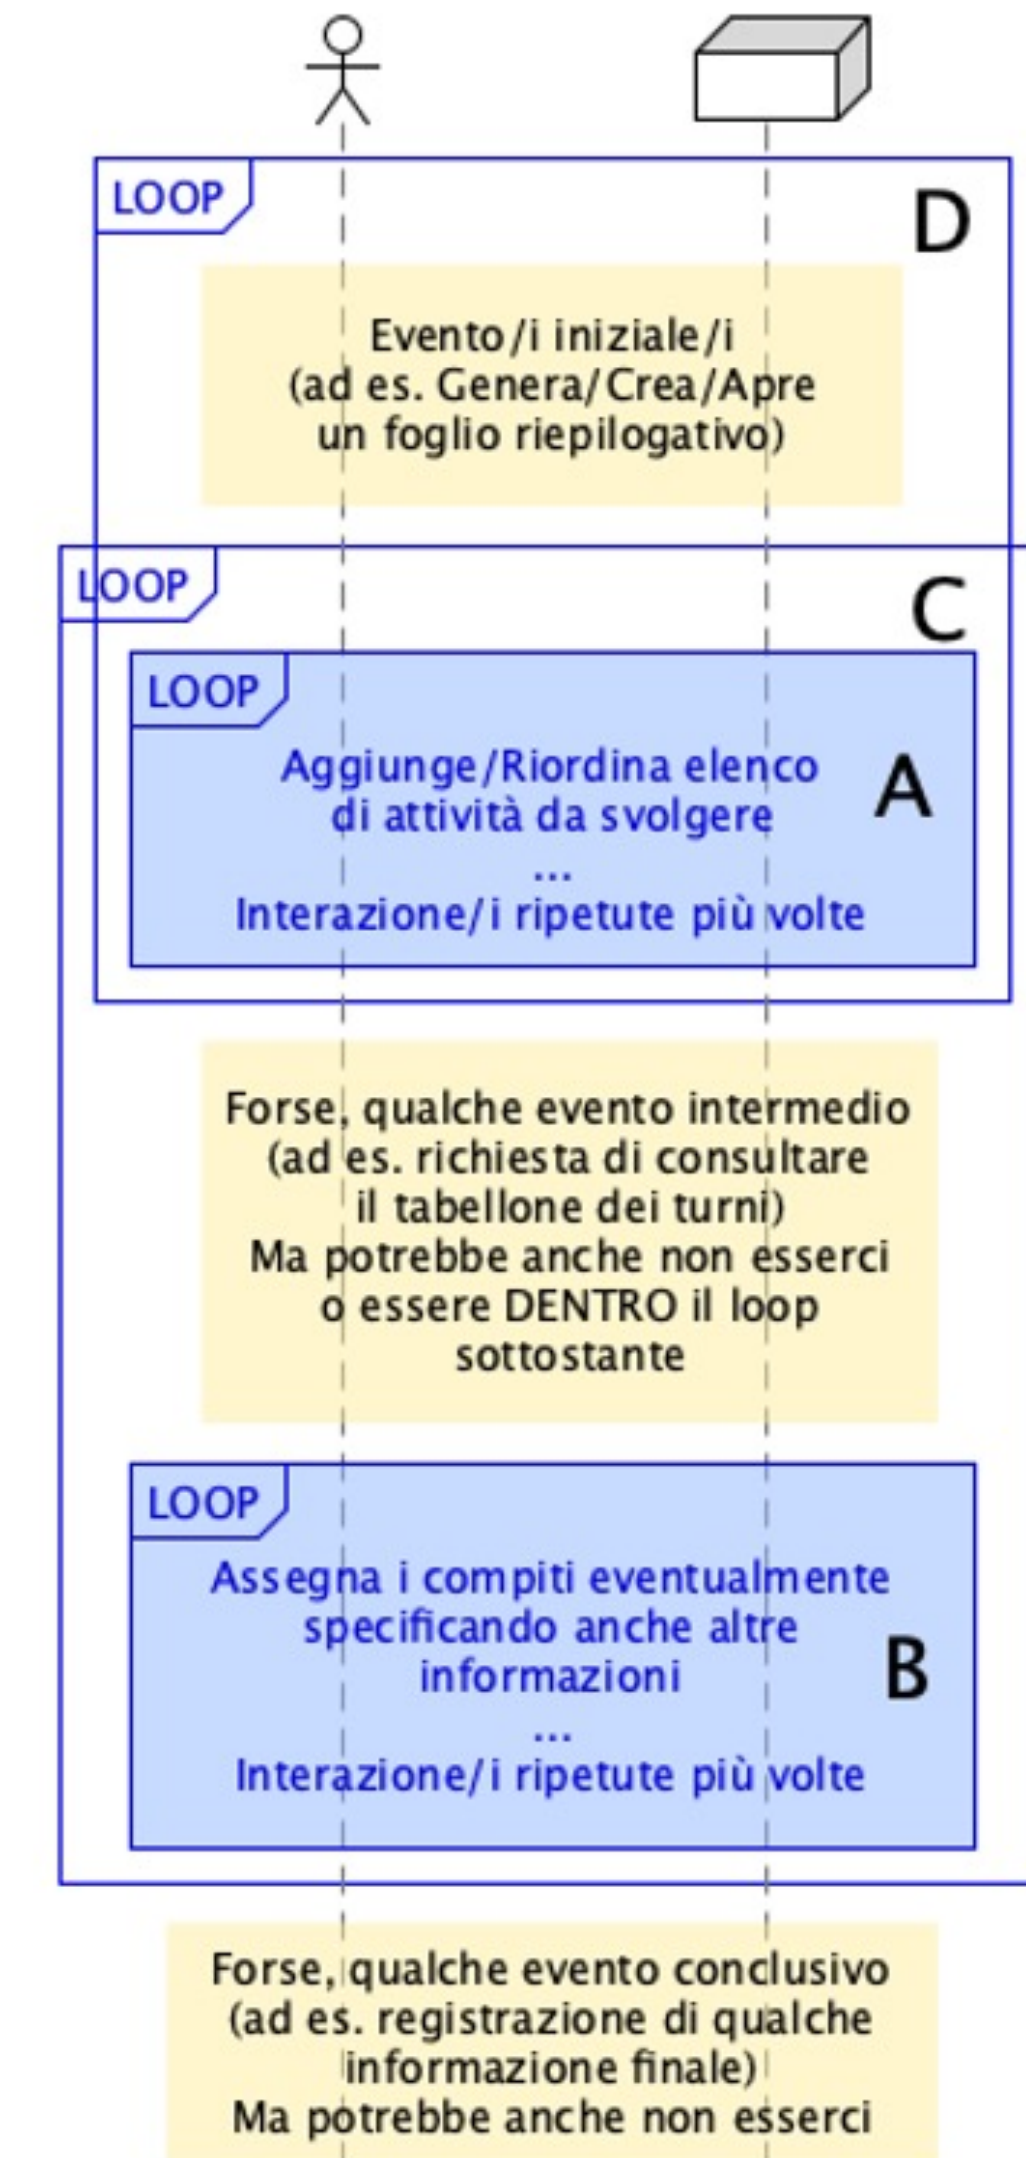 LOOP
D
Evento/i iniziale/i
(ad es. Genera/Crea/Apre
un foglio riepilogativo)
LOOP
C
LOOP
Aggiunge/Riordina elenco
di attività da svolgere
A
...
Interazione/i ripetute più volte
Forse, qualche evento intermedio
(ad es. richiesta di consultare
il tabellone dei turni)
Ma potrebbe anche non esserci
o essere DENTRO il loop
sottostante
LOOP
Assegna i compiti eventualmente
specificando anche altre
informazioni
B
...
Interazione/i ripetute più volte
Forse, qualche evento conclusivo
(ad es. registrazione di qualche
informazione finale)
Ma potrebbe anche non esserci